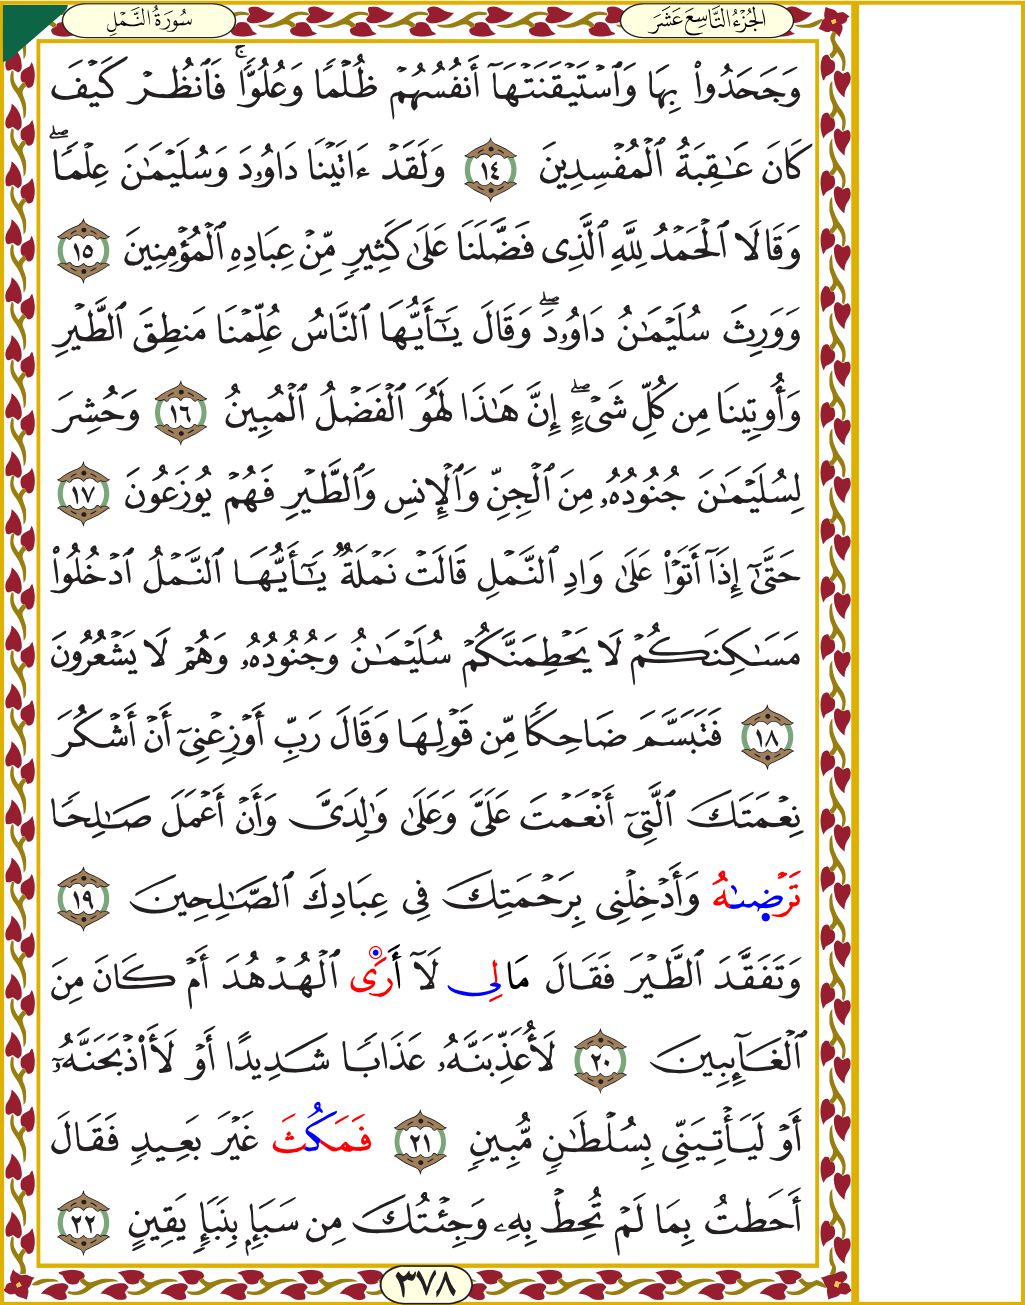 الجُزْءُ التَّاسِعَ عَشَرَ
سُورَةُ النَّمْلِ
وَجَحَدُوا۟ بِهَا وَٱسْتَيْقَنَتْهَآ أَنفُسُهُمْ ظُلْمًا وَعُلُوًّا ۚ فَٱنظُرْ كَيْفَ
كَانَ عَـٰقِبَةُ ٱلْمُفْسِدِينَ ١٤ وَلَقَدْ ءَاتَيْنَا دَاوُۥدَ وَسُلَيْمَـٰنَ عِلْمًا ۖ
وَقَالَا ٱلْحَمْدُ لِلَّهِ ٱلَّذِى فَضَّلَنَا عَلَىٰ كَثِيرٍ مِّنْ عِبَادِهِ ٱلْمُؤْمِنِينَ ١٥
وَوَرِثَ سُلَيْمَـٰنُ دَاوُۥدَ ۖ وَقَالَ يَـٰٓأَيُّهَا ٱلنَّاسُ عُلِّمْنَا مَنطِقَ ٱلطَّيْرِ
وَأُوتِينَا مِن كُلِّ شَىْءٍ ۖ إِنَّ هَـٰذَا لَهُوَ ٱلْفَضْلُ ٱلْمُبِينُ ١٦ وَحُشِرَ
لِسُلَيْمَـٰنَ جُنُودُهُۥ مِنَ ٱلْجِنِّ وَٱلْإِنسِ وَٱلطَّيْرِ فَهُمْ يُوزَعُونَ ١٧
حَتَّىٰٓ إِذَآ أَتَوْا۟ عَلَىٰ وَادِ ٱلنَّمْلِ قَالَتْ نَمْلَةٌ يَـٰٓأَيُّهَا ٱلنَّمْلُ ٱدْخُلُوا۟
مَسَـٰكِنَكُمْ لَا يَحْطِمَنَّكُمْ سُلَيْمَـٰنُ وَجُنُودُهُۥ وَهُمْ لَا يَشْعُرُونَ
١٨ فَتَبَسَّمَ ضَاحِكًا مِّن قَوْلِهَا وَقَالَ رَبِّ أَوْزِعْنِىٓ أَنْ أَشْكُرَ
نِعْمَتَكَ ٱلَّتِىٓ أَنْعَمْتَ عَلَىَّ وَعَلَىٰ وَٰلِدَىَّ وَأَنْ أَعْمَلَ صَـٰلِحًا
تَرْضَىٰهُ وَأَدْخِلْنِى بِرَحْمَتِكَ فِى عِبَادِكَ ٱلصَّـٰلِحِينَ ١٩
وَتَفَقَّدَ ٱلطَّيْرَ فَقَالَ مَالِى لَآ أَرَى ٱلْهُدْهُدَ أَمْ كَانَ مِنَ
ٱلْغَآئِبِينَ ٢٠ لَأُعَذِّبَنَّهُۥ عَذَابًا شَدِيدًا أَوْ لَأَا۟ذْبَحَنَّهُۥٓ
أَوْ لَيَأْتِيَنِّى بِسُلْطَـٰنٍ مُّبِينٍ ٢١ فَمَكُثَ غَيْرَ بَعِيدٍ فَقَالَ
أَحَطتُ بِمَا لَمْ تُحِطْ بِهِۦ وَجِئْتُكَ مِن سَبَإٍۭ بِنَبَإٍ يَقِينٍ ٢٢
٣٧٨